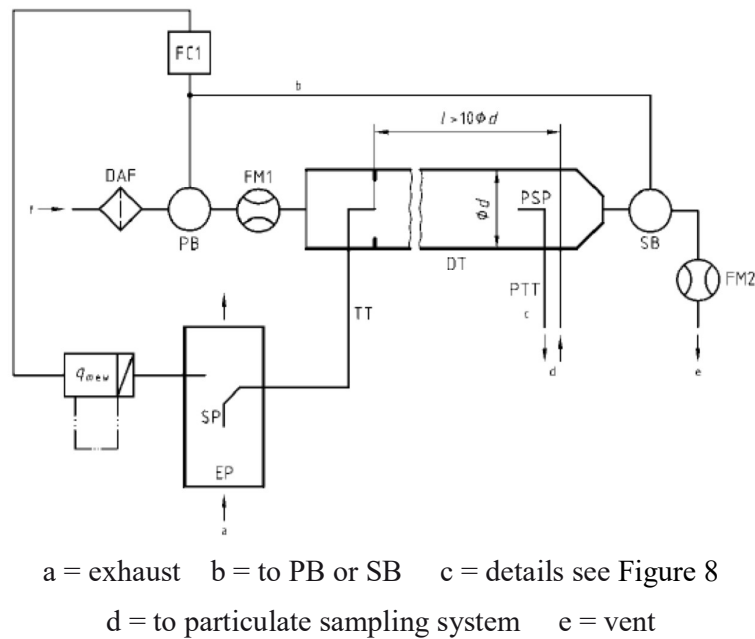 FC1
b
l > 10 Φ d
DAF
FM1
PB
Φ d
PSP
SB
DT
FM2
TT
PTT
c
d
e
q mew
SP
EP
a
a = exhaust b = to PB or SB c = details see Figure 8
d = to particulate sampling system e = vent